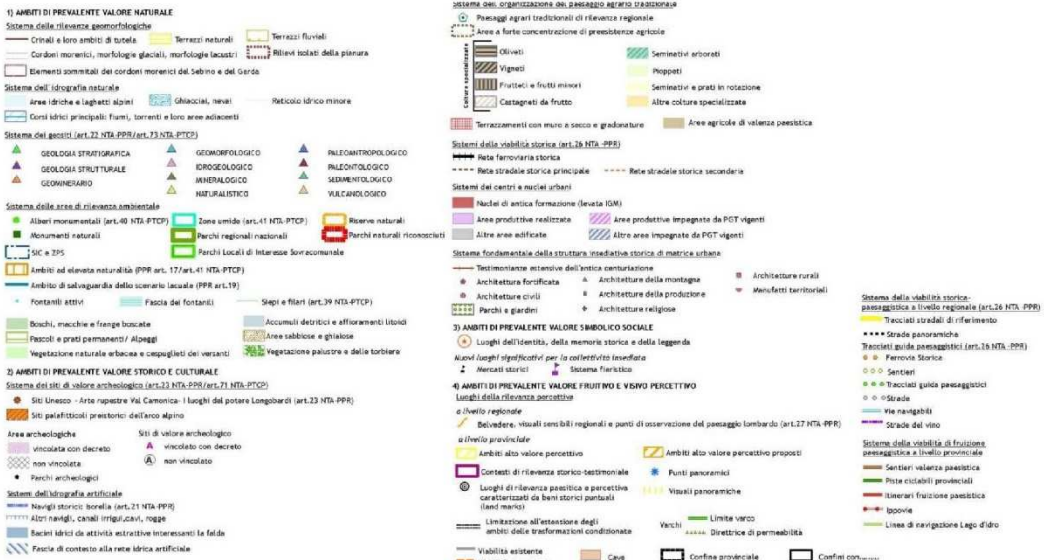 1) AMBITI DI PREVALENTE VALORE NATURALE
Sistema delle rilevanze geomorfologiche
Crinali e loro ambiti di tutela
Terrazzi naturali
Terrazzi fluviali
Cordoni morenici, morfologie glaciali, morfologie lacustri
Rilievi isolati della pianura
Elementi sommitali dei cordoni morenici del Sebino e del Garda
Sistema dell'idrografia naturale
Aree idriche e laghetti alpini
Ghiacciai, nevai
Reticolo idrico minore
Corsi idrici principali: fiumi, torrenti e loro aree adiacenti
Sistema dei geositi (art.22 NTA-PPR/art.73 NTA-PTCP)
GEOLOGIA STRATIGRAFICA
GEOMORFOLOGICO
PALEOANTROPOLOGICO
GEOLOGIA STRUTTURALE
IDROGEOLOGICO
PALEONTOLOGICO
GEOMINERARIO
MINERALOGICO
SEDIMENTOLOGICO
NATURALISTICO
VULCANOLOGICO
Sistema delle aree di rilevanza ambientale
Alberi monumentali (art.40 NTA-PTCP)
Zone umide (art.41 NTA-PTCP)
Riserve naturali
Monumenti naturali
Parchi regionali nazionali
Parchi naturali riconosciuti
SIC e ZPS
Parchi Locali di Interesse Sovracomunale
Ambiti ad elevata naturalità (PPR art. 17/art.41 NTA-PTCP)
Ambito di salvaguardia dello scenario lacuale (PPR art.19)
Fontanili attivi
Fascia dei fontanili
Siepi e filari (art.39 NTA-PTCP)
Boschi, macchie e frange boscate
Accumuli detritici e affioramenti litoidi
Pascoli e prati permanenti/ Alpeggi
Aree sabbiose e ghiaiose
Vegetazione naturale erbacea e cespuglieti dei versanti
Vegetazione palustre e delle torbiere
2) AMBITI DI PREVALENTE VALORE STORICO E CULTURALE
Sistema dei siti di valore archeologico (art.23 NTA-PPR/art.71 NTA-PTCP)
Siti Unesco - Arte rupestre Val Camonica- I luoghi del potere Longobardi (art.23 NTA-PPR)
Siti palafitticoli preistorici dell'arco alpino
Aree archeologiche
Siti di valore archeologico
vincolata con decreto
A vincolato con decreto
non vincolata
A non vincolato
Parchi archeologici
Sistemi dell'idrografia artificiale
Navigli storici: Isorella (art.21 NTA-PPR)
Altri navigli, canali irrigui,cavi, rogge
Bacini idrici da attività estrattive interessanti la falda
Fascia di contesto alla rete idrica artificiale
Sistema dell'organizzazione del paesaggio agrario tradizionale
Paesaggi agrari tradizionali di rilevanza regionale
Aree a forte concentrazione di preesistenze agricole
Colture specializzate
Oliveti
Seminativi arborati
Vigneti
Pioppeti
Frutteti e frutti minori
Seminativi e prati in rotazione
Castagneti da frutto
Altre colture specializzate
Terrazzamenti con muro a secco e gradonature
Aree agricole di valenza paesistica
Sistemi della viabilità storica (art.26 NTA -PPR)
Rete ferroviaria storica
Rete stradale storica principale
Rete stradale storica secondaria
Sistemi dei centri e nuclei urbani
Nuclei di antica formazione (levata IGM)
Aree produttive realizzate
Aree produttive impegnate da PGT vigenti
Altre aree edificate
Altre aree impegnate da PGT vigenti
Sistema fondamentale della struttura insediativa storica di matrice urbana
Testimonianze estensive dell'antica centuriazione
Architettura fortificata
Architetture della montagna
Architetture rurali
Architetture civili
Architetture della produzione
Manufatti territoriali
Parchi e giardini
Architetture religiose
3) AMBITI DI PREVALENTE VALORE SIMBOLICO SOCIALE
Luoghi dell'identità, della memoria storica e della leggenda
Nuovi luoghi significativi per la collettività insediata
Mercati storici
Sistema fieristico
4) AMBITI DI PREVALENTE VALORE FRUITIVO E VISIVO PERCETTIVO
Luoghi della rilevanza percettiva
a livello regionale
Belvedere, visuali sensibili regionali e punti di osservazione del paesaggio lombardo (art.27 NTA-PPR)
a livello provinciale
Ambiti alto valore percettivo
Ambiti alto valore percettivo proposti
Contesti di rilevanza storico-testimoniale
Punti panoramici
Luoghi di rilevanza paesitica e percettiva
caratterizzati da beni storici puntuali
(land marks)
Visuali panoramiche
Limitazione all'estensione degli
ambiti delle trasformazioni condizionate
Varchi
Limite varco
Direttrice di permeabilità
Viabilità esistente
Cave
Confine provinciale
Sistema della viabilità storica-
paesaggistica a livello regionale (art.26 NTA -PPR)
Tracciati stradali di riferimento
Strade panoramiche
Tracciati guida paesaggistici (art.26 NTA -PPR)
Ferrovia Storica
Sentieri
Tracciati guida paesaggistici
Strade
Vie navigabili
Strade del vino
Sistema della viabilità di fruizione
paesaggistica a livello provinciale
Sentieri valenza paesistica
Piste ciclabili provinciali
Itinerari fruizione paesistica
Ippovie
Linea di navigazione Lago d'Idro